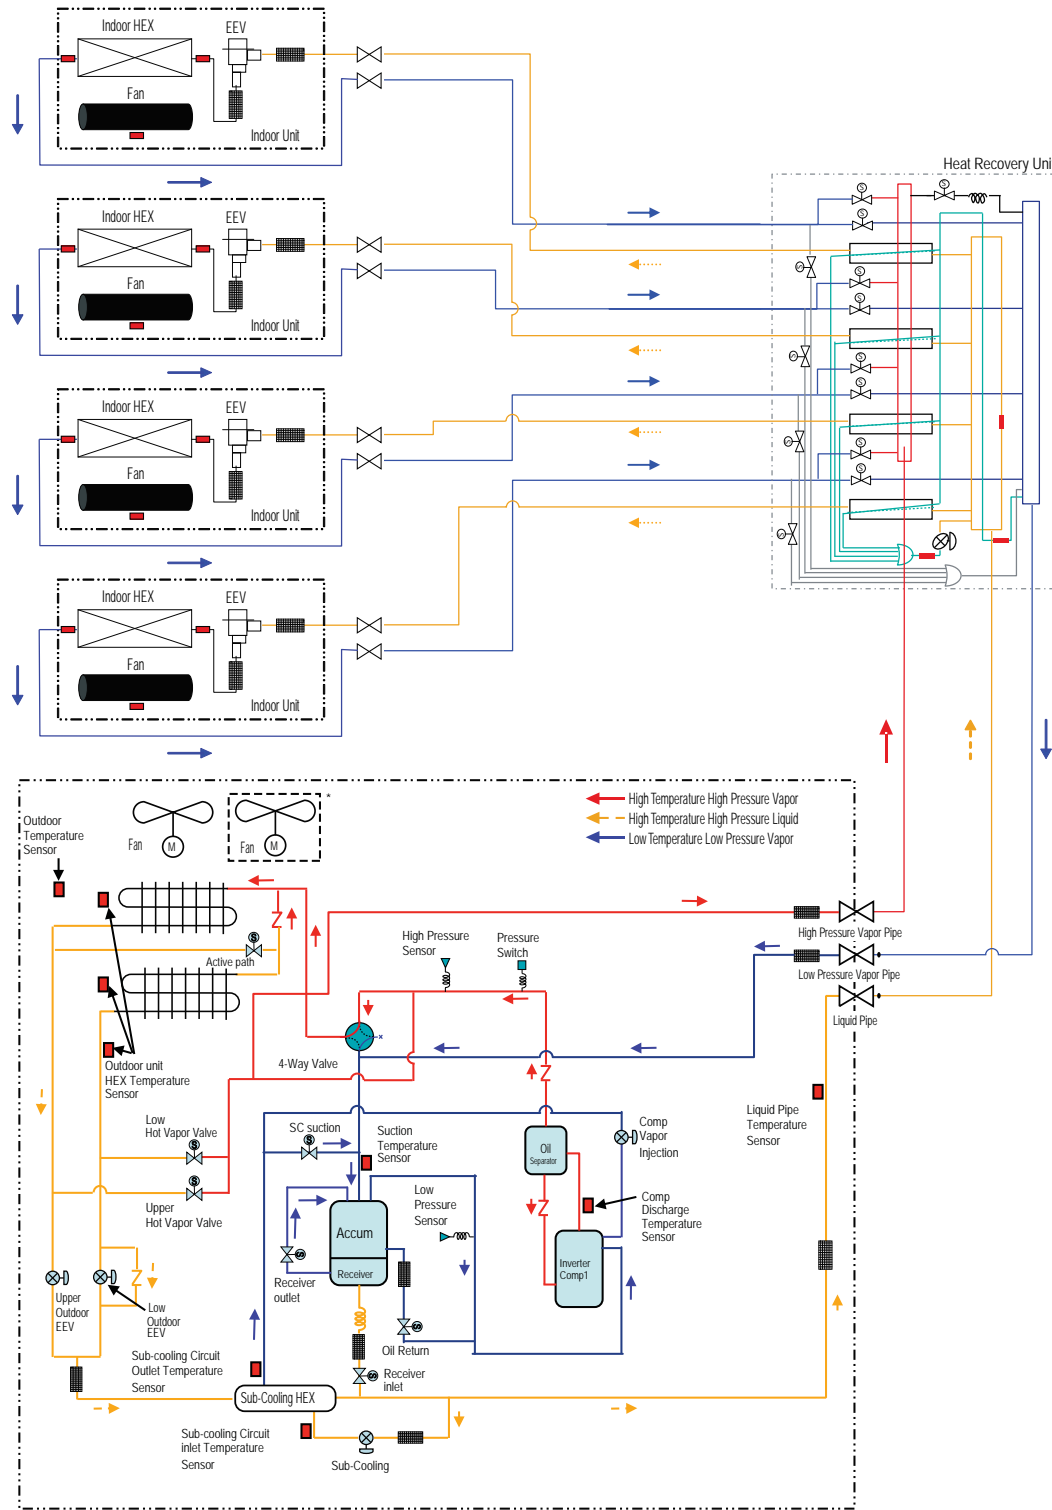 Indoor HEX
EEV
Fan
Indoor Unit
Heat Recovery Uni
S
S
S
S
Indoor HEX
EEV
Fan
Indoor Unit
S
S
S
Indoor HEX
EEV
Fan
Indoor Unit
S
S
S
S
S
Indoor HEX
EEV
Fan
Indoor Unit
*
Outdoor
Temperature
Sensor
Fan
M
Fan
M
High Temperature High Pressure Vapor
High Temperature High Pressure Liquid
Low Temperature Low Pressure Vapor
High Pressure
Sensor
Pressure
Switch
High Pressure Vapor Pipe
S
Active path
Low Pressure Vapor Pipe
Liquid Pipe
4-Way Valve
x
Outdoor unit
HEX Temperature
Sensor
Low
Hot Vapor Valve
S
S
Upper
Hot Vapor Valve
SC suction
S
Suction
Temperature
Sensor
Oil
Separator
Comp
Vapor
Injection
Liquid Pipe
Temperature
Sensor
Low
Pressure
Sensor
Comp
Discharge
Temperature
Sensor
Accum
Receiver
S
Receiver
outlet
Inverter
Comp1
Upper
Outdoor
EEV
Low
Outdoor
EEV
S
Oil Return
Sub-cooling Circuit
Outlet Temperature
Sensor
S
Receiver
inlet
Sub-Cooling HEX
Sub-cooling Circuit
inlet Temperature
Sensor
Sub-Cooling